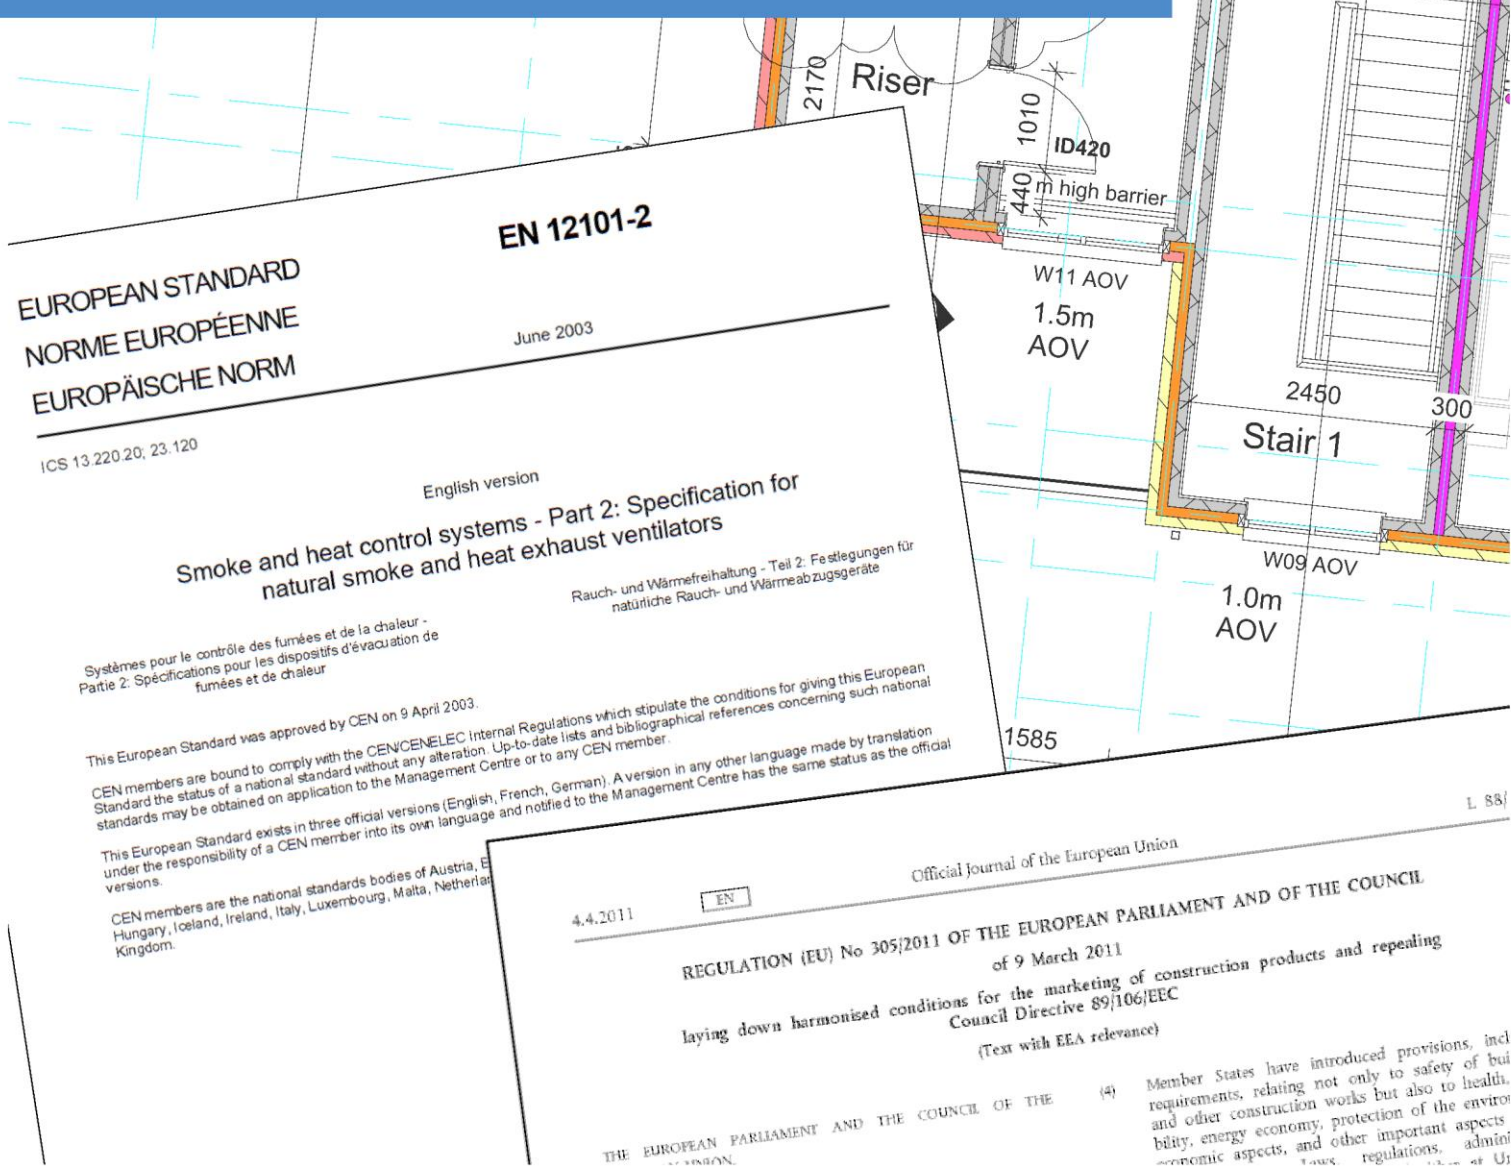 2170
Riser
1010
ID420
440
m high barrier
W11 AOV
1.5m
AOV
2450
300
Stair 1
W09 AOV
1.0m
AOV
1585
EN 12101-2
EUROPEAN STANDARD
NORME EUROPÉENNE
EUROPÄISCHE NORM
June 2003
ICS 13.220.20; 23.120
English version
Smoke and heat control systems - Part 2: Specification for
natural smoke and heat exhaust ventilators
Systèmes pour le contrôle des fumées et de la chaleur -
Partie 2: Spécifications pour les dispositifs d'évacuation de
fumées et de chaleur
Rauch- und Wärmefreihaltung - Teil 2: Festlegungen für
natürliche Rauch- und Wärmeabzugsgeräte
This European Standard was approved by CEN on 9 April 2003.
CEN members are bound to comply with the CEN/CENELEC Internal Regulations which stipulate the conditions for giving this European
Standard the status of a national standard without any alteration. Up-to-date lists and bibliographical references concerning such national
standards may be obtained on application to the Management Centre or to any CEN member.
This European Standard exists in three official versions (English, French, German). A version in any other language made by translation
under the responsibility of a CEN member into its own language and notified to the Management Centre has the same status as the official
versions.
CEN members are the national standards bodies of Austria,
Hungary, Iceland, Ireland, Italy, Luxembourg, Malta,
Kingdom.
4.4.2011
EN
Official Journal of the European Union
L 88/
REGULATION (EU) No 305/2011 OF THE EUROPEAN PARLIAMENT AND OF THE COUNCIL
of 9 March 2011
laying down harmonised conditions for the marketing of construction products and repealing
Council Directive 89/106/EEC
(Text with EEA relevance)
THE EUROPEAN PARLIAMENT AND THE COUNCIL OF THE
(4)
Member States have introduced provisions,
requirements, relating not only to safety of
and other construction works but also to health,
energy economy, protection of the
aspects, and other important aspects
regulations,